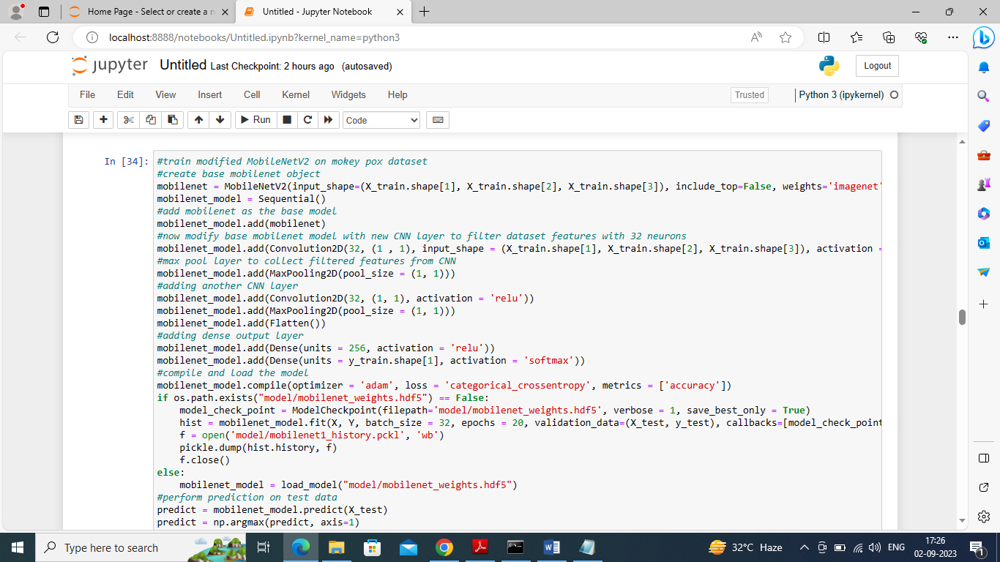 Home Page - Select or create a n
Untitled - Jupyter Notebook
localhost:8888/notebooks/Untitled.ipynb?kernel_name=python3
jupyter Untitled Last Checkpoint: 2 hours ago (autosaved)
Logout
File Edit View Insert Cell Kernel Widgets Help
Trusted
Python 3 (ipykernel)
Run
Code
In [34]:
#train modified MobileNetV2 on mokey pox dataset
#create base mobilenet object
mobilenet = MobileNetV2(input_shape=(X_train.shape[1], X_train.shape[2], X_train.shape[3]), include_top=False, weights='imagenet'
mobilenet_model = Sequential()
#add mobilenet as the base model
mobilenet_model.add(mobilenet)
#now modify base mobilenet model with new CNN layer to filter dataset features with 32 neurons
mobilenet_model.add(Convolution2D(32, (1 , 1), input_shape = (X_train.shape[1], X_train.shape[2], X_train.shape[3]), activation =
#max pool layer to collect filtered features from CNN
mobilenet_model.add(MaxPooling2D(pool_size = (1, 1)))
#adding another CNN layer
mobilenet_model.add(Convolution2D(32, (1, 1), activation = 'relu'))
mobilenet_model.add(MaxPooling2D(pool_size = (1, 1)))
mobilenet_model.add(Flatten())
#adding dense output layer
mobilenet_model.add(Dense(units = 256, activation = 'relu'))
mobilenet_model.add(Dense(units = y_train.shape[1], activation = 'softmax'))
#compile and load the model
mobilenet_model.compile(optimizer = 'adam', loss = 'categorical_crossentropy', metrics = ['accuracy'])
if os.path.exists("model/mobilenet_weights.hdf5") == False:
    model_check_point = ModelCheckpoint(filepath='model/mobilenet_weights.hdf5', verbose = 1, save_best_only = True)
    hist = mobilenet_model.fit(X, Y, batch_size = 32, epochs = 20, validation_data=(X_test, y_test), callbacks=[model_check_point
    f = open('model/mobilenet1_history.pckl', 'wb')
    pickle.dump(hist.history, f)
    f.close()
else:
    mobilenet_model = load_model("model/mobilenet_weights.hdf5")
#perform prediction on test data
predict = mobilenet_model.predict(X_test)
predict = np.argmax(predict, axis=1)
Type here to search
32°C Haze
ENG
17:26
02-09-2023
1